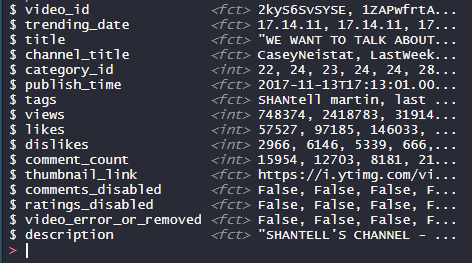 $ video_id <fct> 2kyS6SvSYSE, 1ZAPwfrtA...
$ trending_date <fct> 17.14.11, 17.14.11, 17...
$ title <fct> "WE WANT TO TALK ABOUT...
$ channel_title <fct> CaseyNeistat, LastWeek...
$ category_id <int> 22, 24, 23, 24, 24, 28...
$ publish_time <fct> 2017-11-13T17:13:01.00...
$ tags <fct> SHANtell martin, last ...
$ views <int> 748374, 2418783, 31914...
$ likes <int> 57527, 97185, 146033, ...
$ dislikes <int> 2966, 6146, 5339, 666,...
$ comment_count <int> 15954, 12703, 8181, 21...
$ thumbnail_link <fct> https://i.ytimg.com/vi...
$ comments_disabled <fct> False, False, False, F...
$ ratings_disabled <fct> False, False, False, F...
$ video_error_or_removed <fct> False, False, False, F...
$ description <fct> "SHANTELL'S CHANNEL - ...
>